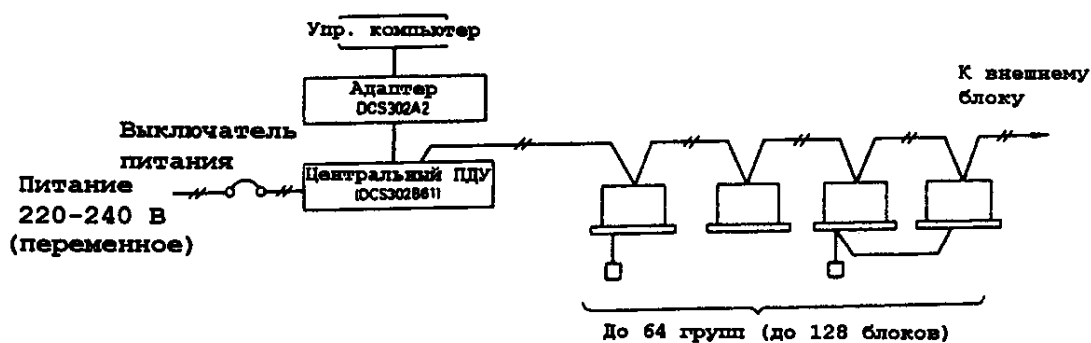 Упр. компьютер
К внешнему
блоку
Адаптер
DCS302A2
Выключатель
питания
Центральный ПДУ
(DCS302B61)
Питание
220-240 В
(переменное)
До 64 групп (до 128 блоков)